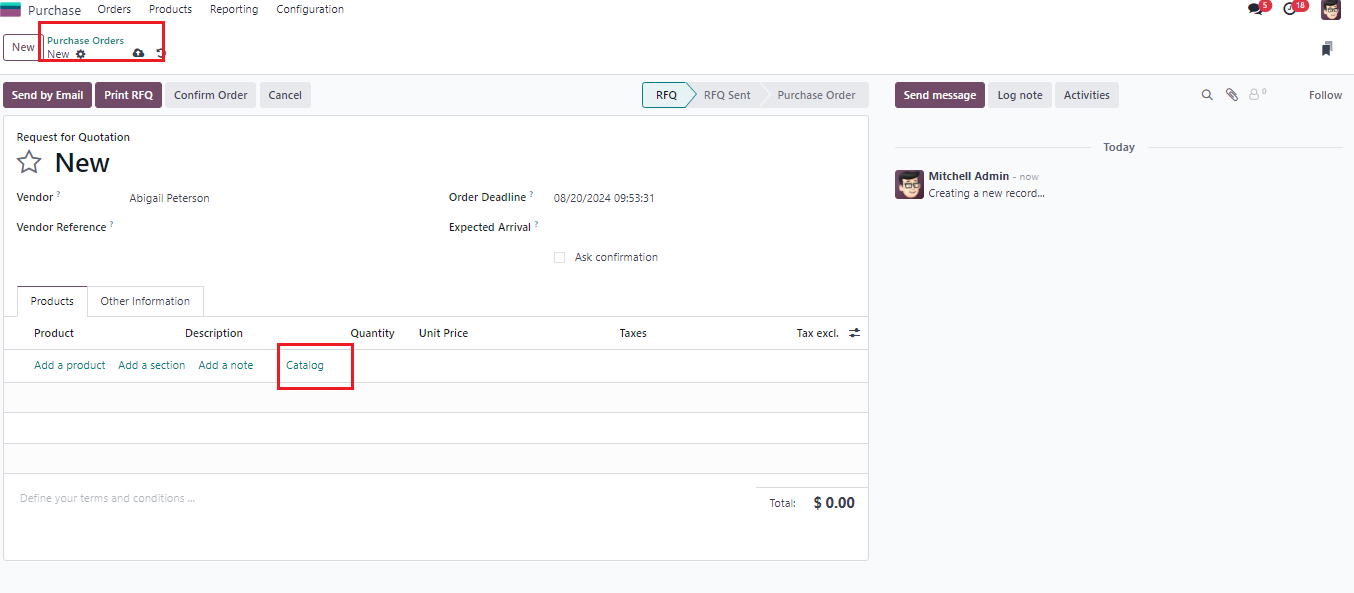 Purchase Orders Products Reporting Configuration 5 18
New Purchase Orders
New
Send by Email Print RFQ Confirm Order Cancel RFQ RFQ Sent Purchase Order Send message Log note Activities 0 Follow
Request for Quotation
New
Today
Mitchell Admin - now
Creating a new record...
Vendor ? Abigail Peterson Order Deadline ? 08/20/2024 09:53:31
Vendor Reference ? Expected Arrival ?
Ask confirmation
Products Other Information
Product Description Quantity Unit Price Taxes Tax excl.
Add a product Add a section Add a note Catalog
Define your terms and conditions ...
Total: $ 0.00